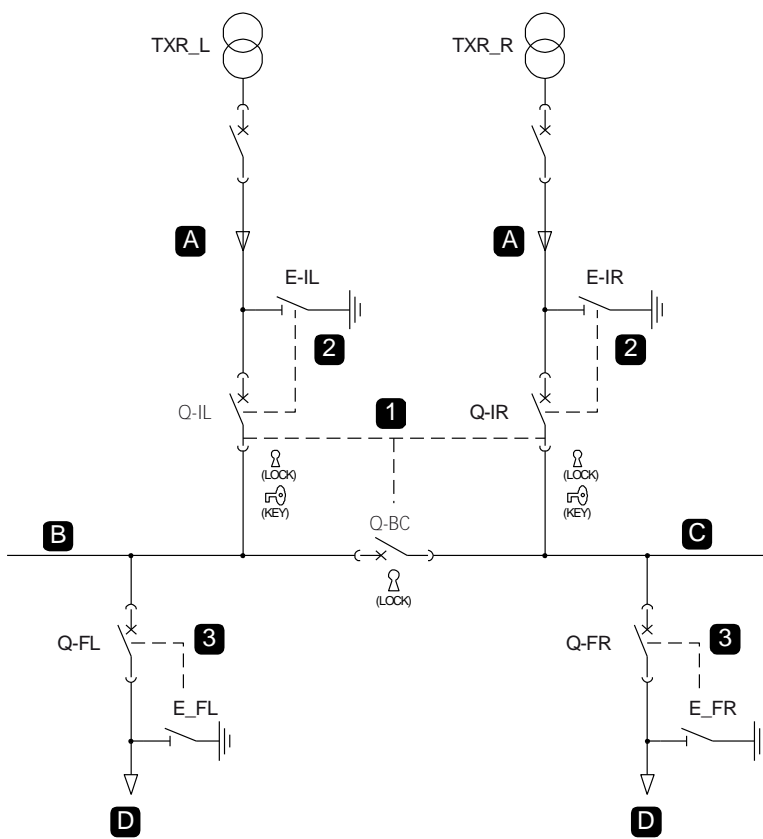 TXR_L
TXR_R
A
A
E-IL
E-IR
2
2
Q-IL
1
Q-IR
(LOCK)
(LOCK)
(KEY)
(KEY)
Q-BC
B
C
(LOCK)
Q-FL
3
Q-FR
3
E_FL
E_FR
D
D